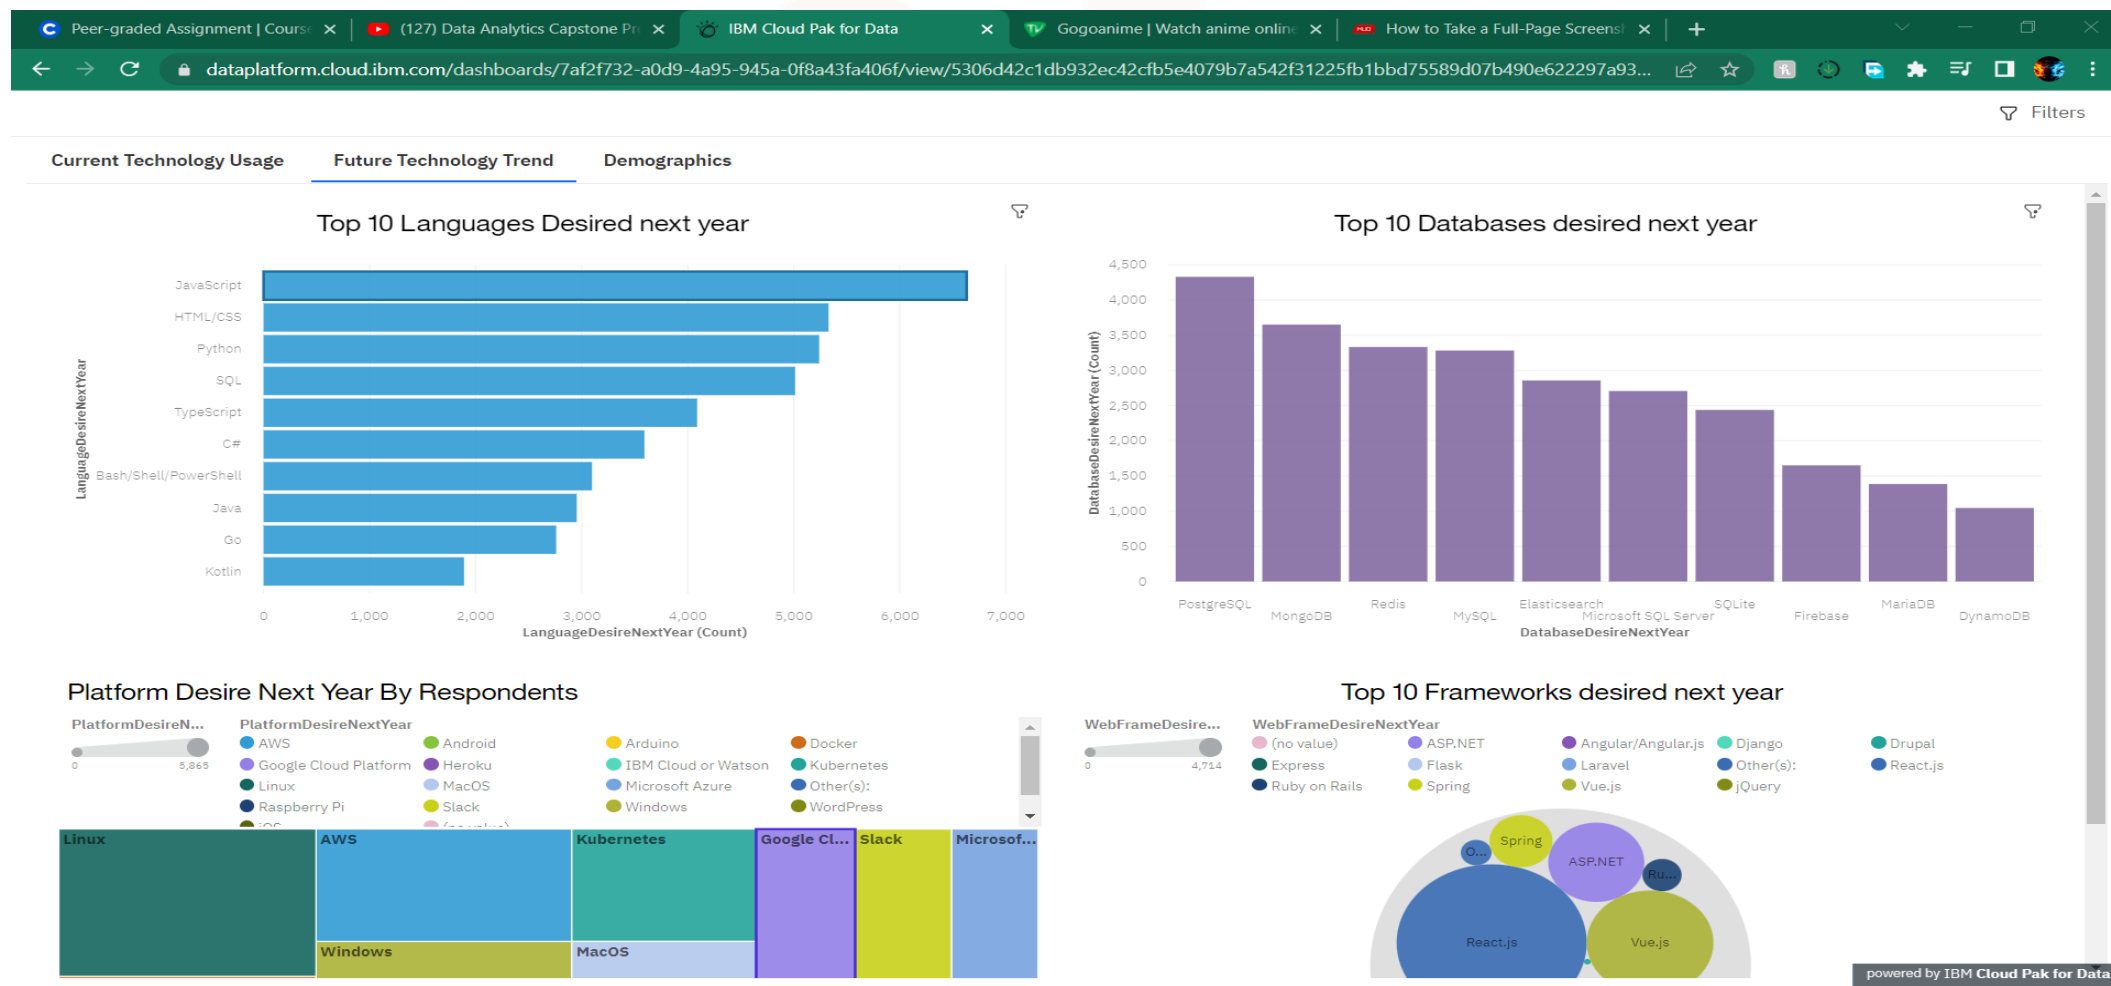 Peer-graded Assignment | Course
(127) Data Analytics Capstone Pr
IBM Cloud Pak for Data
Gogoanime | Watch anime online
How to Take a Full-Page Screensh
dataplatform.cloud.ibm.com/dashboards/7af2f732-a0d9-4a95-945a-0f8a43fa406f/view/5306d42c1db932ec42cfb5e4079b7a542f31225fb1bbd75589d07b490e622297a93...
Filters
Current Technology Usage
Future Technology Trend
Demographics
Top 10 Languages Desired next year
LanguageDesireNextYear
JavaScript
HTML/CSS
Python
SQL
TypeScript
C#
Bash/Shell/PowerShell
Java
Go
Kotlin
0 1,000 2,000 3,000 4,000 5,000 6,000 7,000
LanguageDesireNextYear (Count)
Top 10 Databases desired next year
DatabaseDesireNextYear (Count)
4,500
4,000
3,500
3,000
2,500
2,000
1,500
1,000
500
0
PostgreSQL MongoDB Redis MySQL Elasticsearch Microsoft SQL Server SQLite Firebase MariaDB DynamoDB
DatabaseDesireNextYear
Platform Desire Next Year By Respondents
PlatformDesireN...
0 5,865
PlatformDesireNextYear
AWS Android Arduino Docker
Google Cloud Platform Heroku IBM Cloud or Watson Kubernetes
Linux MacOS Microsoft Azure Other(s):
Raspberry Pi Slack Windows WordPress
iOS (no value)
Linux AWS Kubernetes Google Cl... Slack Microsof...
Windows MacOS
Top 10 Frameworks desired next year
WebFrameDesire...
0 4,714
WebFrameDesireNextYear
(no value) ASP.NET Angular/Angular.js Django Drupal
Express Flask Laravel Other(s): React.js
Ruby on Rails Spring Vue.js jQuery
Spring
O...
ASP.NET
Ru...
React.js
Vue.js
powered by IBM Cloud Pak for Data